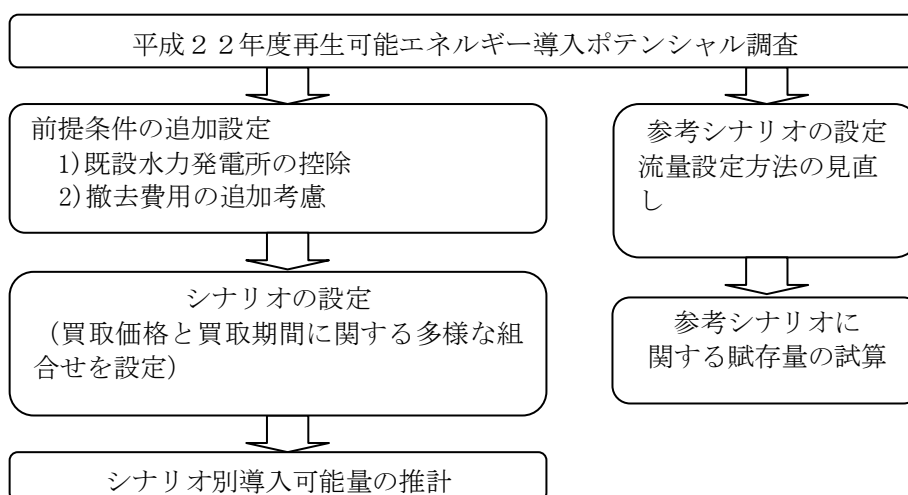 平成２２年度再生可能エネルギー導入ポテンシャル調査
前提条件の追加設定
1)既設水力発電所の控除
2)撤去費用の追加考慮
シナリオの設定
（買取価格と買取期間に関する多様な組
合せを設定）
シナリオ別導入可能量の推計
参考シナリオの設定
流量設定方法の見直
し
参考シナリオに
関する賦存量の試算